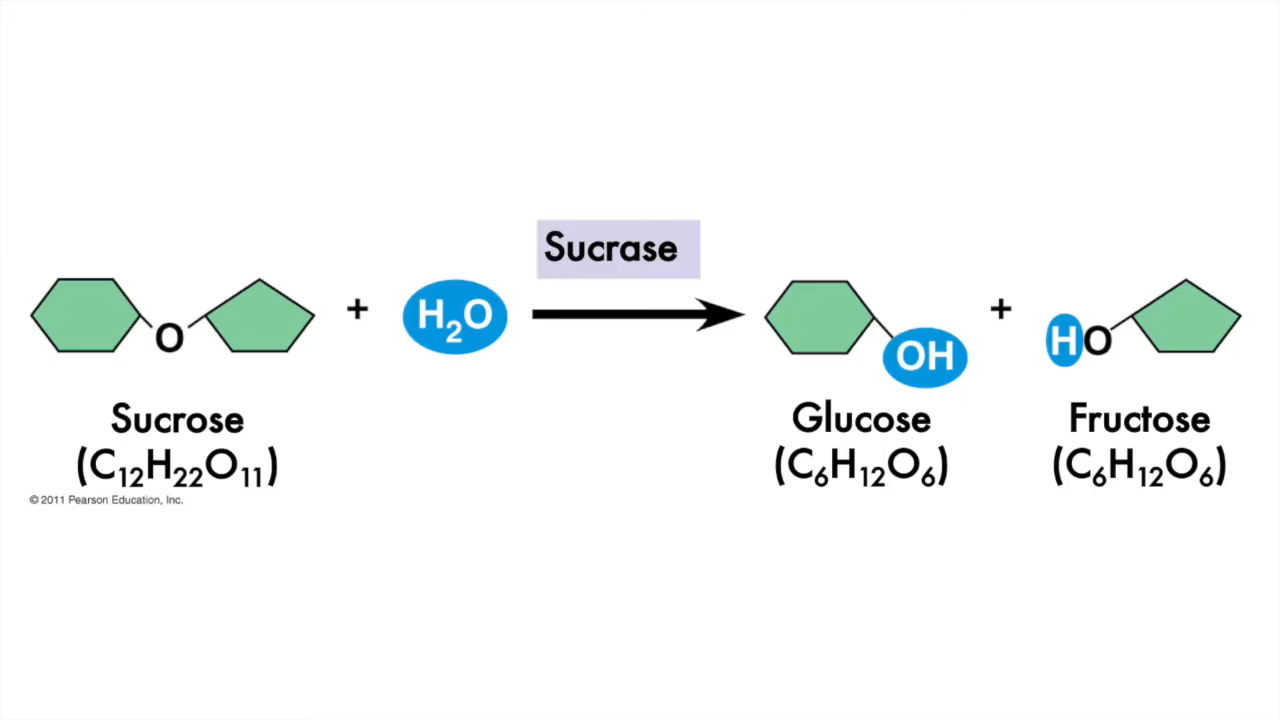 Sucrase
O
+
H₂O
OH
+
HO
Sucrose
(C₁₂H₂₂O₁₁)
Glucose
(C₆H₁₂O₆)
Fructose
(C₆H₁₂O₆)
© 2011 Pearson Education, Inc.